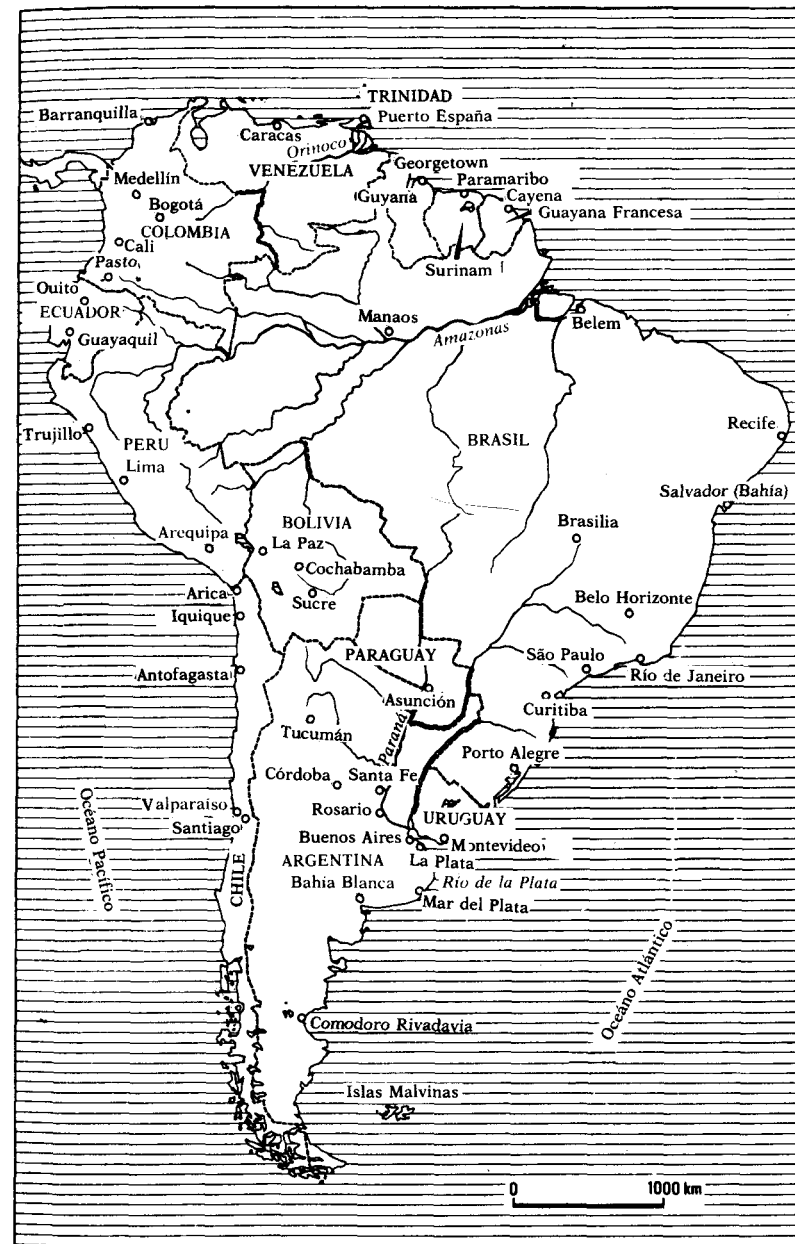 TRINIDAD
Barranquilla
Puerto España
Caracas
Orinoco
VENEZUELA
Georgetown
Medellín
Guyana
Paramaribo
Cayena
Bogotá
Guayana Francesa
COLOMBIA
Cali
Pasto
Surinam
Quito
ECUADOR
Manaos
Amazonas
Belem
Guayaquil
Trujillo
PERU
BRASIL
Recife
Lima
Salvador (Bahía)
BOLIVIA
Brasilia
Arequipa
La Paz
Cochabamba
Arica
Sucre
Belo Horizonte
Iquique
PARAGUAY
São Paulo
Antofagasta
Río de Janeiro
Asunción
Curitiba
Tucumán
Paraná
Porto Alegre
Córdoba
Santa Fe
Valparaíso
Rosario
URUGUAY
Santiago
Buenos Aires
Montevideo
Océano Pacífico
CHILE
ARGENTINA
La Plata
Bahía Blanca
Río de la Plata
Mar del Plata
Océano Atlántico
Comodoro Rivadavia
Islas Malvinas
0 1000 km